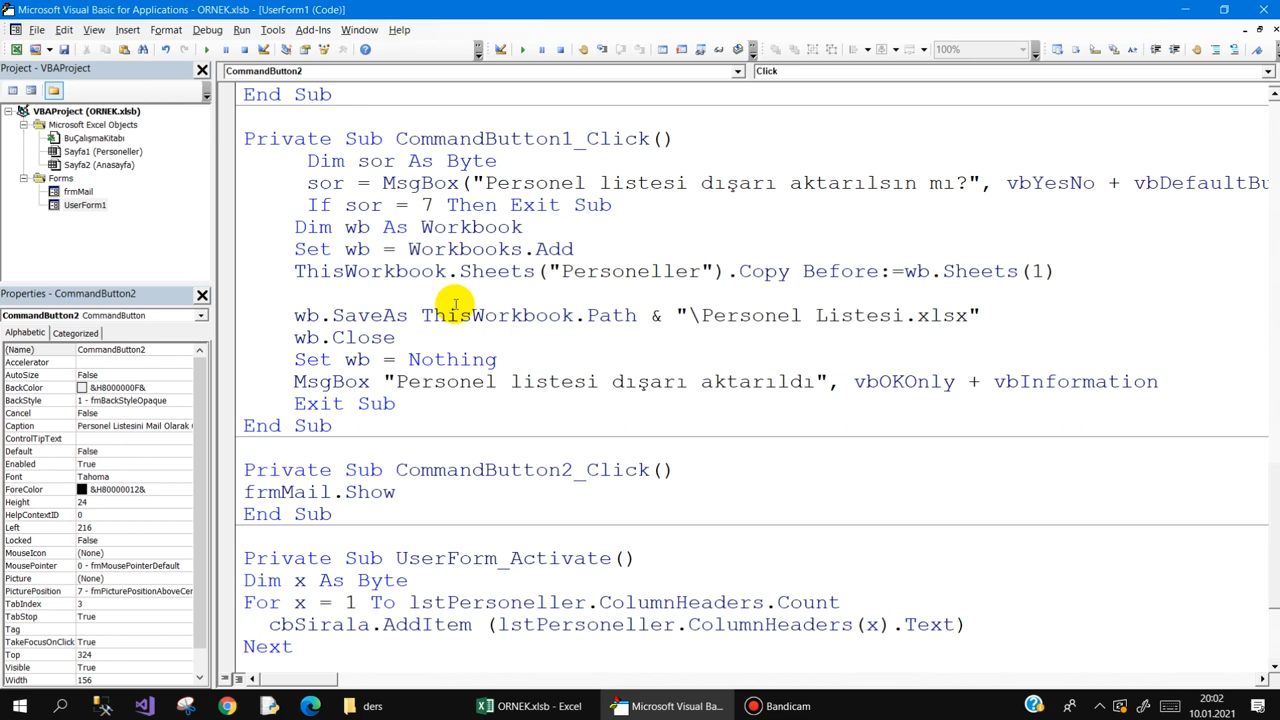 Microsoft Visual Basic for Applications - ORNEK.xlsb - [UserForm1 (Code)]
File Edit View Insert Format Debug Run Tools Add-Ins Window Help
100%
Project - VBAProject
CommandButton2
Click
VBAProject (ORNEK.xlsb)
Microsoft Excel Objects
BuÇalışmaKitabı
Sayfa1 (Personeller)
Sayfa2 (Anasayfa)
Forms
frmMail
UserForm1
Properties - CommandButton2
CommandButton2 CommandButton
Alphabetic Categorized
(Name) CommandButton2
Accelerator
AutoSize False
BackColor &H8000000F&
BackStyle 1 - fmBackStyleOpaque
Cancel False
Caption Personel Listesini Mail Olarak
ControlTipText
Default False
Enabled True
Font Tahoma
ForeColor &H80000012&
Height 24
HelpContextID 0
Left 216
Locked False
MouseIcon (None)
MousePointer 0 - fmMousePointerDefault
Picture (None)
PicturePosition 7 - fmPicturePositionAboveCen
TabIndex 3
TabStop True
Tag
TakeFocusOnClick True
Top 324
Visible True
Width 156
End Sub
Private Sub CommandButton1_Click()
Dim sor As Byte
sor = MsgBox("Personel listesi dışarı aktarılsın mı?", vbYesNo + vbDefaultBu
If sor = 7 Then Exit Sub
Dim wb As Workbook
Set wb = Workbooks.Add
ThisWorkbook.Sheets("Personeller").Copy Before:=wb.Sheets(1)
wb.SaveAs ThisWorkbook.Path & "\Personel Listesi.xlsx"
wb.Close
Set wb = Nothing
MsgBox "Personel listesi dışarı aktarıldı", vbOKOnly + vbInformation
Exit Sub
End Sub
Private Sub CommandButton2_Click()
frmMail.Show
End Sub
Private Sub UserForm_Activate()
Dim x As Byte
For x = 1 To lstPersoneller.ColumnHeaders.Count
cbSirala.AddItem (lstPersoneller.ColumnHeaders(x).Text)
Next
ders
ORNEK.xlsb - Excel
Microsoft Visual Ba...
Bandicam
20:02
10.01.2021